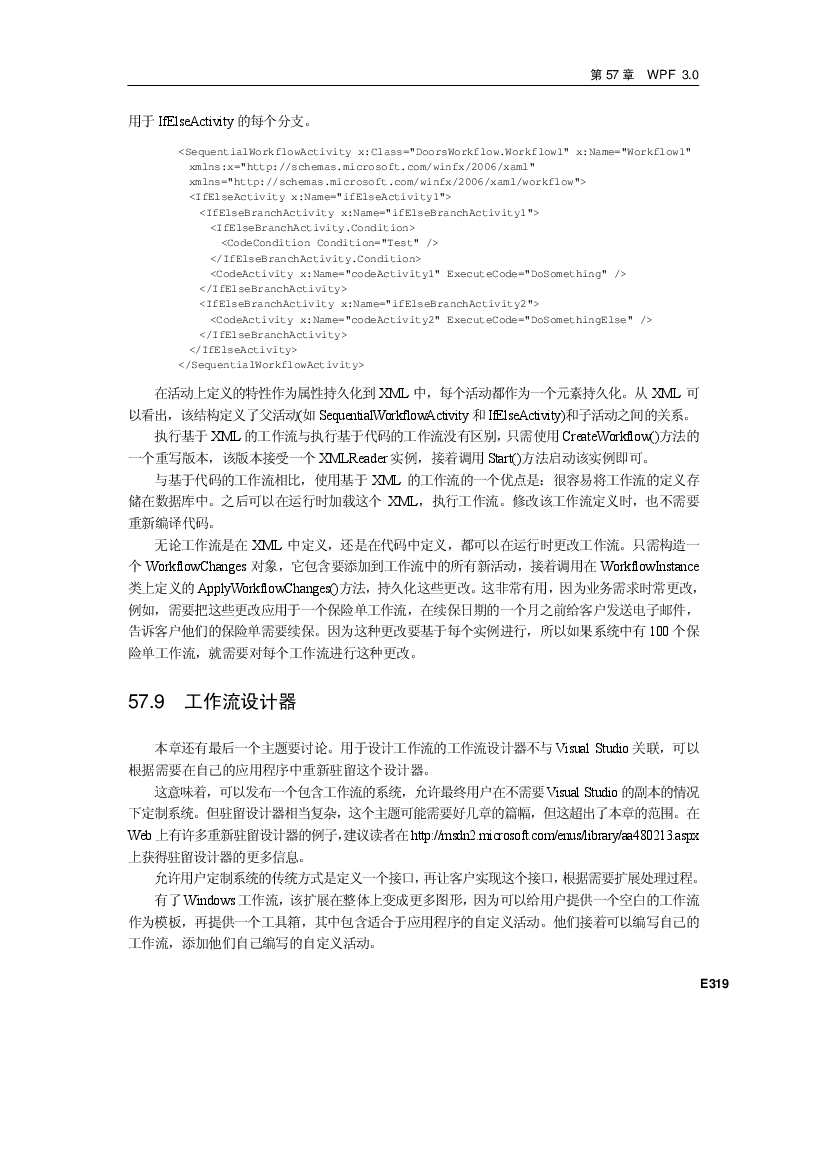 第 57 章 WPF 3.0
用于 IfElseActivity 的每个分支。
<SequentialWorkflowActivity x:Class="DoorsWorkflow.Workflow1" x:Name="Workflow1"
xmlns:x="http://schemas.microsoft.com/winfx/2006/xaml"
xmlns="http://schemas.microsoft.com/winfx/2006/xaml/workflow">
<IfElseActivity x:Name="ifElseActivity1">
<IfElseBranchActivity x:Name="ifElseBranchActivity1">
<IfElseBranchActivity.Condition>
<CodeCondition Condition="Test" />
</IfElseBranchActivity.Condition>
<CodeActivity x:Name="codeActivity1" ExecuteCode="DoSomething" />
</IfElseBranchActivity>
<IfElseBranchActivity x:Name="ifElseBranchActivity2">
<CodeActivity x:Name="codeActivity2" ExecuteCode="DoSomethingElse" />
</IfElseBranchActivity>
</IfElseActivity>
</SequentialWorkflowActivity>
在活动上定义的特性作为属性持久化到 XML 中，每个活动都作为一个元素持久化。从 XML 可
以看出，该结构定义了父活动(如 SequentialWorkflowActivity 和 IfElseActivity)和子活动之间的关系。
执行基于 XML 的工作流与执行基于代码的工作流没有区别，只需使用 CreateWorkflow()方法的
一个重写版本，该版本接受一个 XMLReader 实例，接着调用 Start()方法启动该实例即可。
与基于代码的工作流相比，使用基于 XML 的工作流的一个优点是：很容易将工作流的定义存
储在数据库中。之后可以在运行时加载这个 XML，执行工作流。修改该工作流定义时，也不需要
重新编译代码。
无论工作流是在 XML 中定义，还是在代码中定义，都可以在运行时更改工作流。只需构造一
个 WorkflowChanges 对象，它包含要添加到工作流中的所有新活动，接着调用在 WorkflowInstance
类上定义的 ApplyWorkflowChanges()方法，持久化这些更改。这非常有用，因为业务需求时常更改，
例如，需要把这些更改应用于一个保险单工作流，在续保日期的一个月之前给客户发送电子邮件，
告诉客户他们的保险单需要续保。因为这种更改要基于每个实例进行，所以如果系统中有 100 个保
险单工作流，就需要对每个工作流进行这种更改。
57.9 工作流设计器
本章还有最后一个主题要讨论。用于设计工作流的工作流设计器不与 Visual Studio 关联，可以
根据需要在自己的应用程序中重新驻留这个设计器。
这意味着，可以发布一个包含工作流的系统，允许最终用户在不需要 Visual Studio 的副本的情况
下定制系统。但驻留设计器相当复杂，这个主题可能需要好几章的篇幅，但这超出了本章的范围。在
Web 上有许多重新驻留设计器的例子，建议读者在 http://msdn2.microsoft.com/enus/library/aa480213.aspx
上获得驻留设计器的更多信息。
允许用户定制系统的传统方式是定义一个接口，再让客户实现这个接口，根据需要扩展处理过程。
有了 Windows 工作流，该扩展在整体上变成更多图形，因为可以给用户提供一个空白的工作流
作为模板，再提供一个工具箱，其中包含适合于应用程序的自定义活动。他们接着可以编写自己的
工作流，添加他们自己编写的自定义活动。
E319